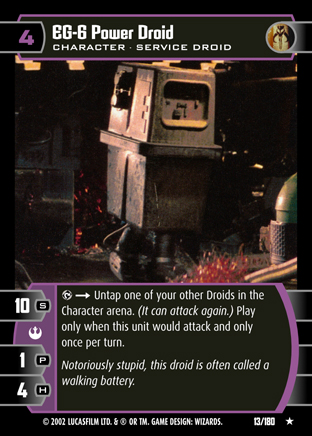 4
EG-6 Power Droid
CHARACTER · SERVICE DROID
10 S
1 P
4 H
→ Untap one of your other Droids in the
Character arena. (It can attack again.) Play
only when this unit would attack and only
once per turn.
Notoriously stupid, this droid is often called a
walking battery.
© 2002 LUCASFILM LTD. & ® OR TM. GAME DESIGN: WIZARDS. 13/180 ★